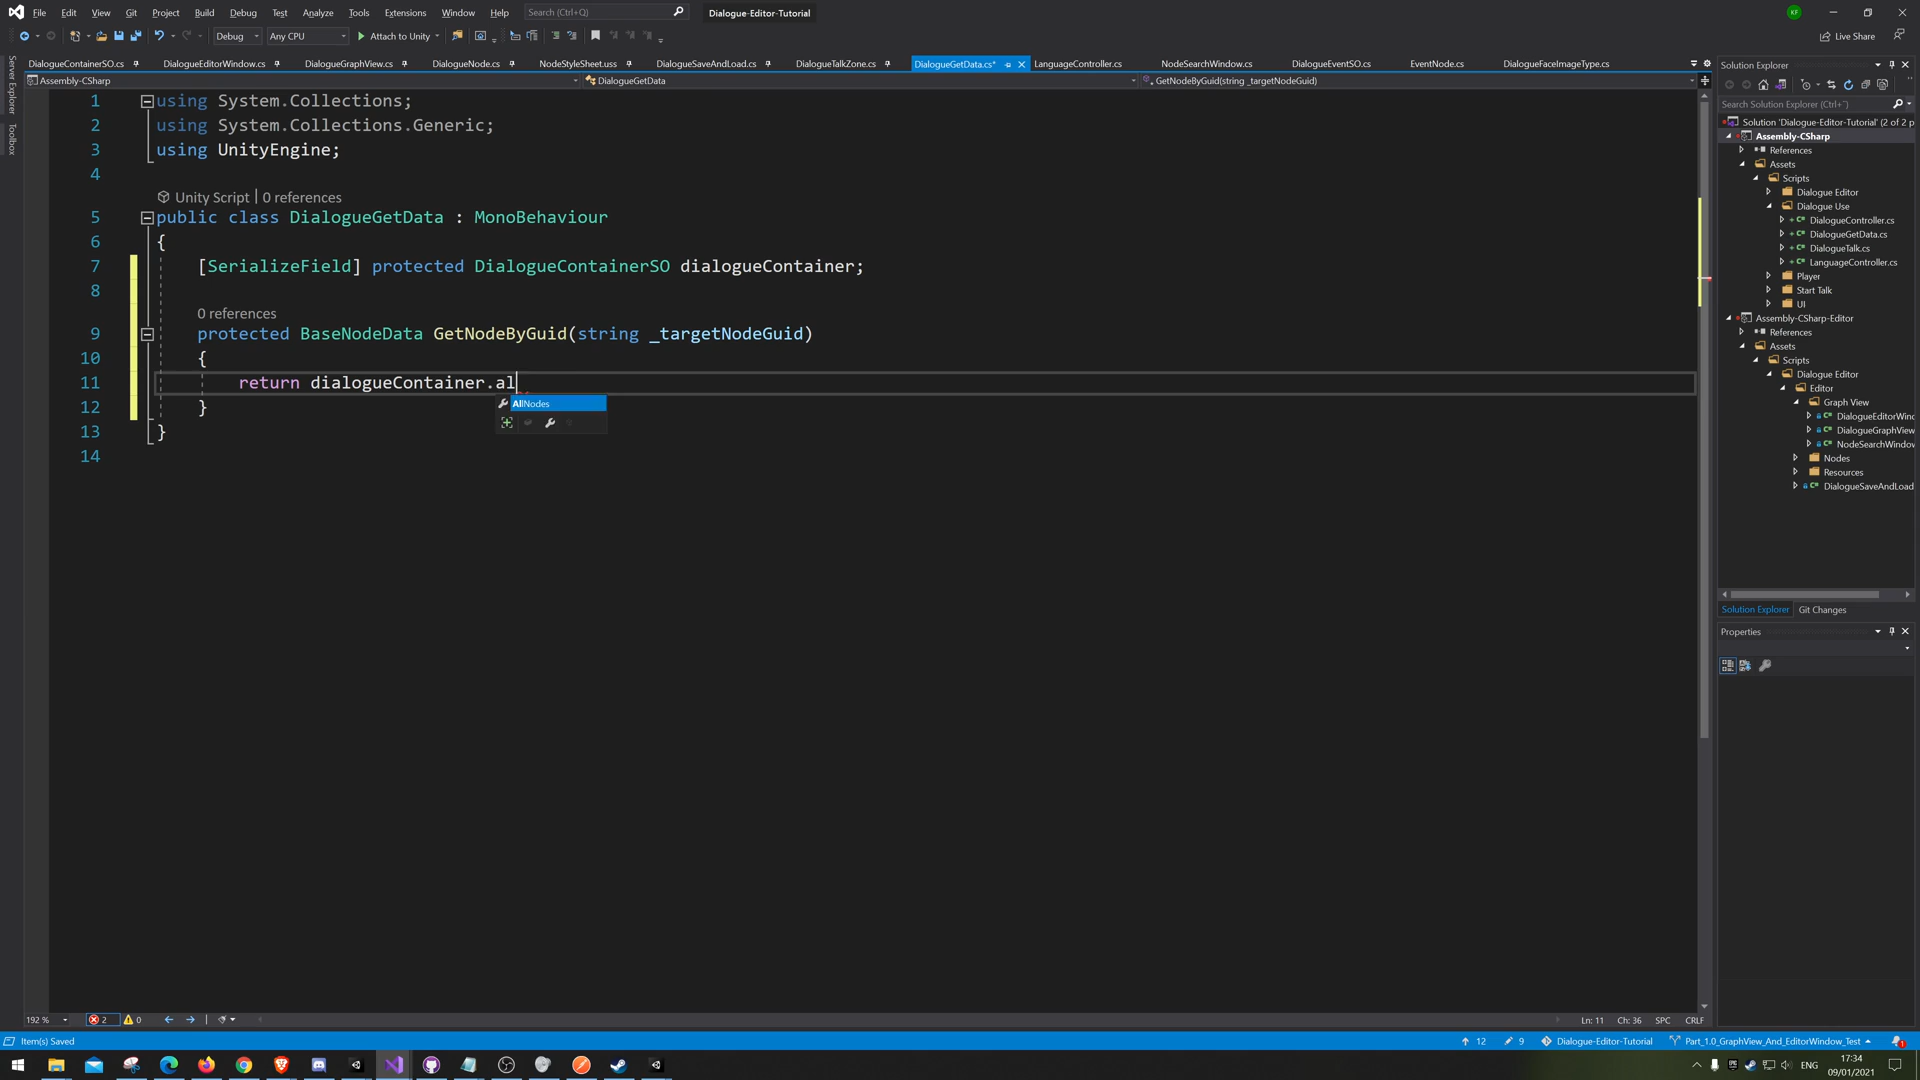 File Edit View Git Project Build Debug Test Analyze Tools Extensions Window Help Search (Ctrl+Q) Dialogue-Editor-Tutorial KF
Debug Any CPU Attach to Unity Live Share
DialogueContainerSO.cs DialogueEditorWindow.cs DialogueGraphView.cs DialogueNode.cs NodeStyleSheet.uss DialogueSaveAndLoad.cs DialogueTalkZone.cs DialogueGetData.cs* LanguageController.cs NodeSearchWindow.cs DialogueEventSO.cs EventNode.cs DialogueFaceImageType.cs
Assembly-CSharp DialogueGetData GetNodeByGuid(string _targetNodeGuid)
Server Explorer
Toolbox
1 using System.Collections;
2 using System.Collections.Generic;
3 using UnityEngine;
4
Unity Script | 0 references
5 public class DialogueGetData : MonoBehaviour
6 {
7 [SerializeField] protected DialogueContainerSO dialogueContainer;
8
0 references
9 protected BaseNodeData GetNodeByGuid(string _targetNodeGuid)
10 {
11 return dialogueContainer.al
AllNodes
12 }
13 }
14
Solution Explorer
Search Solution Explorer (Ctrl+¨)
Solution 'Dialogue-Editor-Tutorial' (2 of 2 p
Assembly-CSharp
References
Assets
Scripts
Dialogue Editor
Dialogue Use
DialogueController.cs
DialogueGetData.cs
DialogueTalk.cs
LanguageController.cs
Player
Start Talk
UI
Assembly-CSharp-Editor
References
Assets
Scripts
Dialogue Editor
Editor
Graph View
DialogueEditorWind
DialogueGraphView
NodeSearchWindow
Nodes
Resources
DialogueSaveAndLoad
Solution Explorer Git Changes
Properties
192 % 2 0 Ln: 11 Ch: 36 SPC CRLF
Item(s) Saved 12 9 Dialogue-Editor-Tutorial Part_1.0_GraphView_And_EditorWindow_Test 1
ENG 17:34
09/01/2021